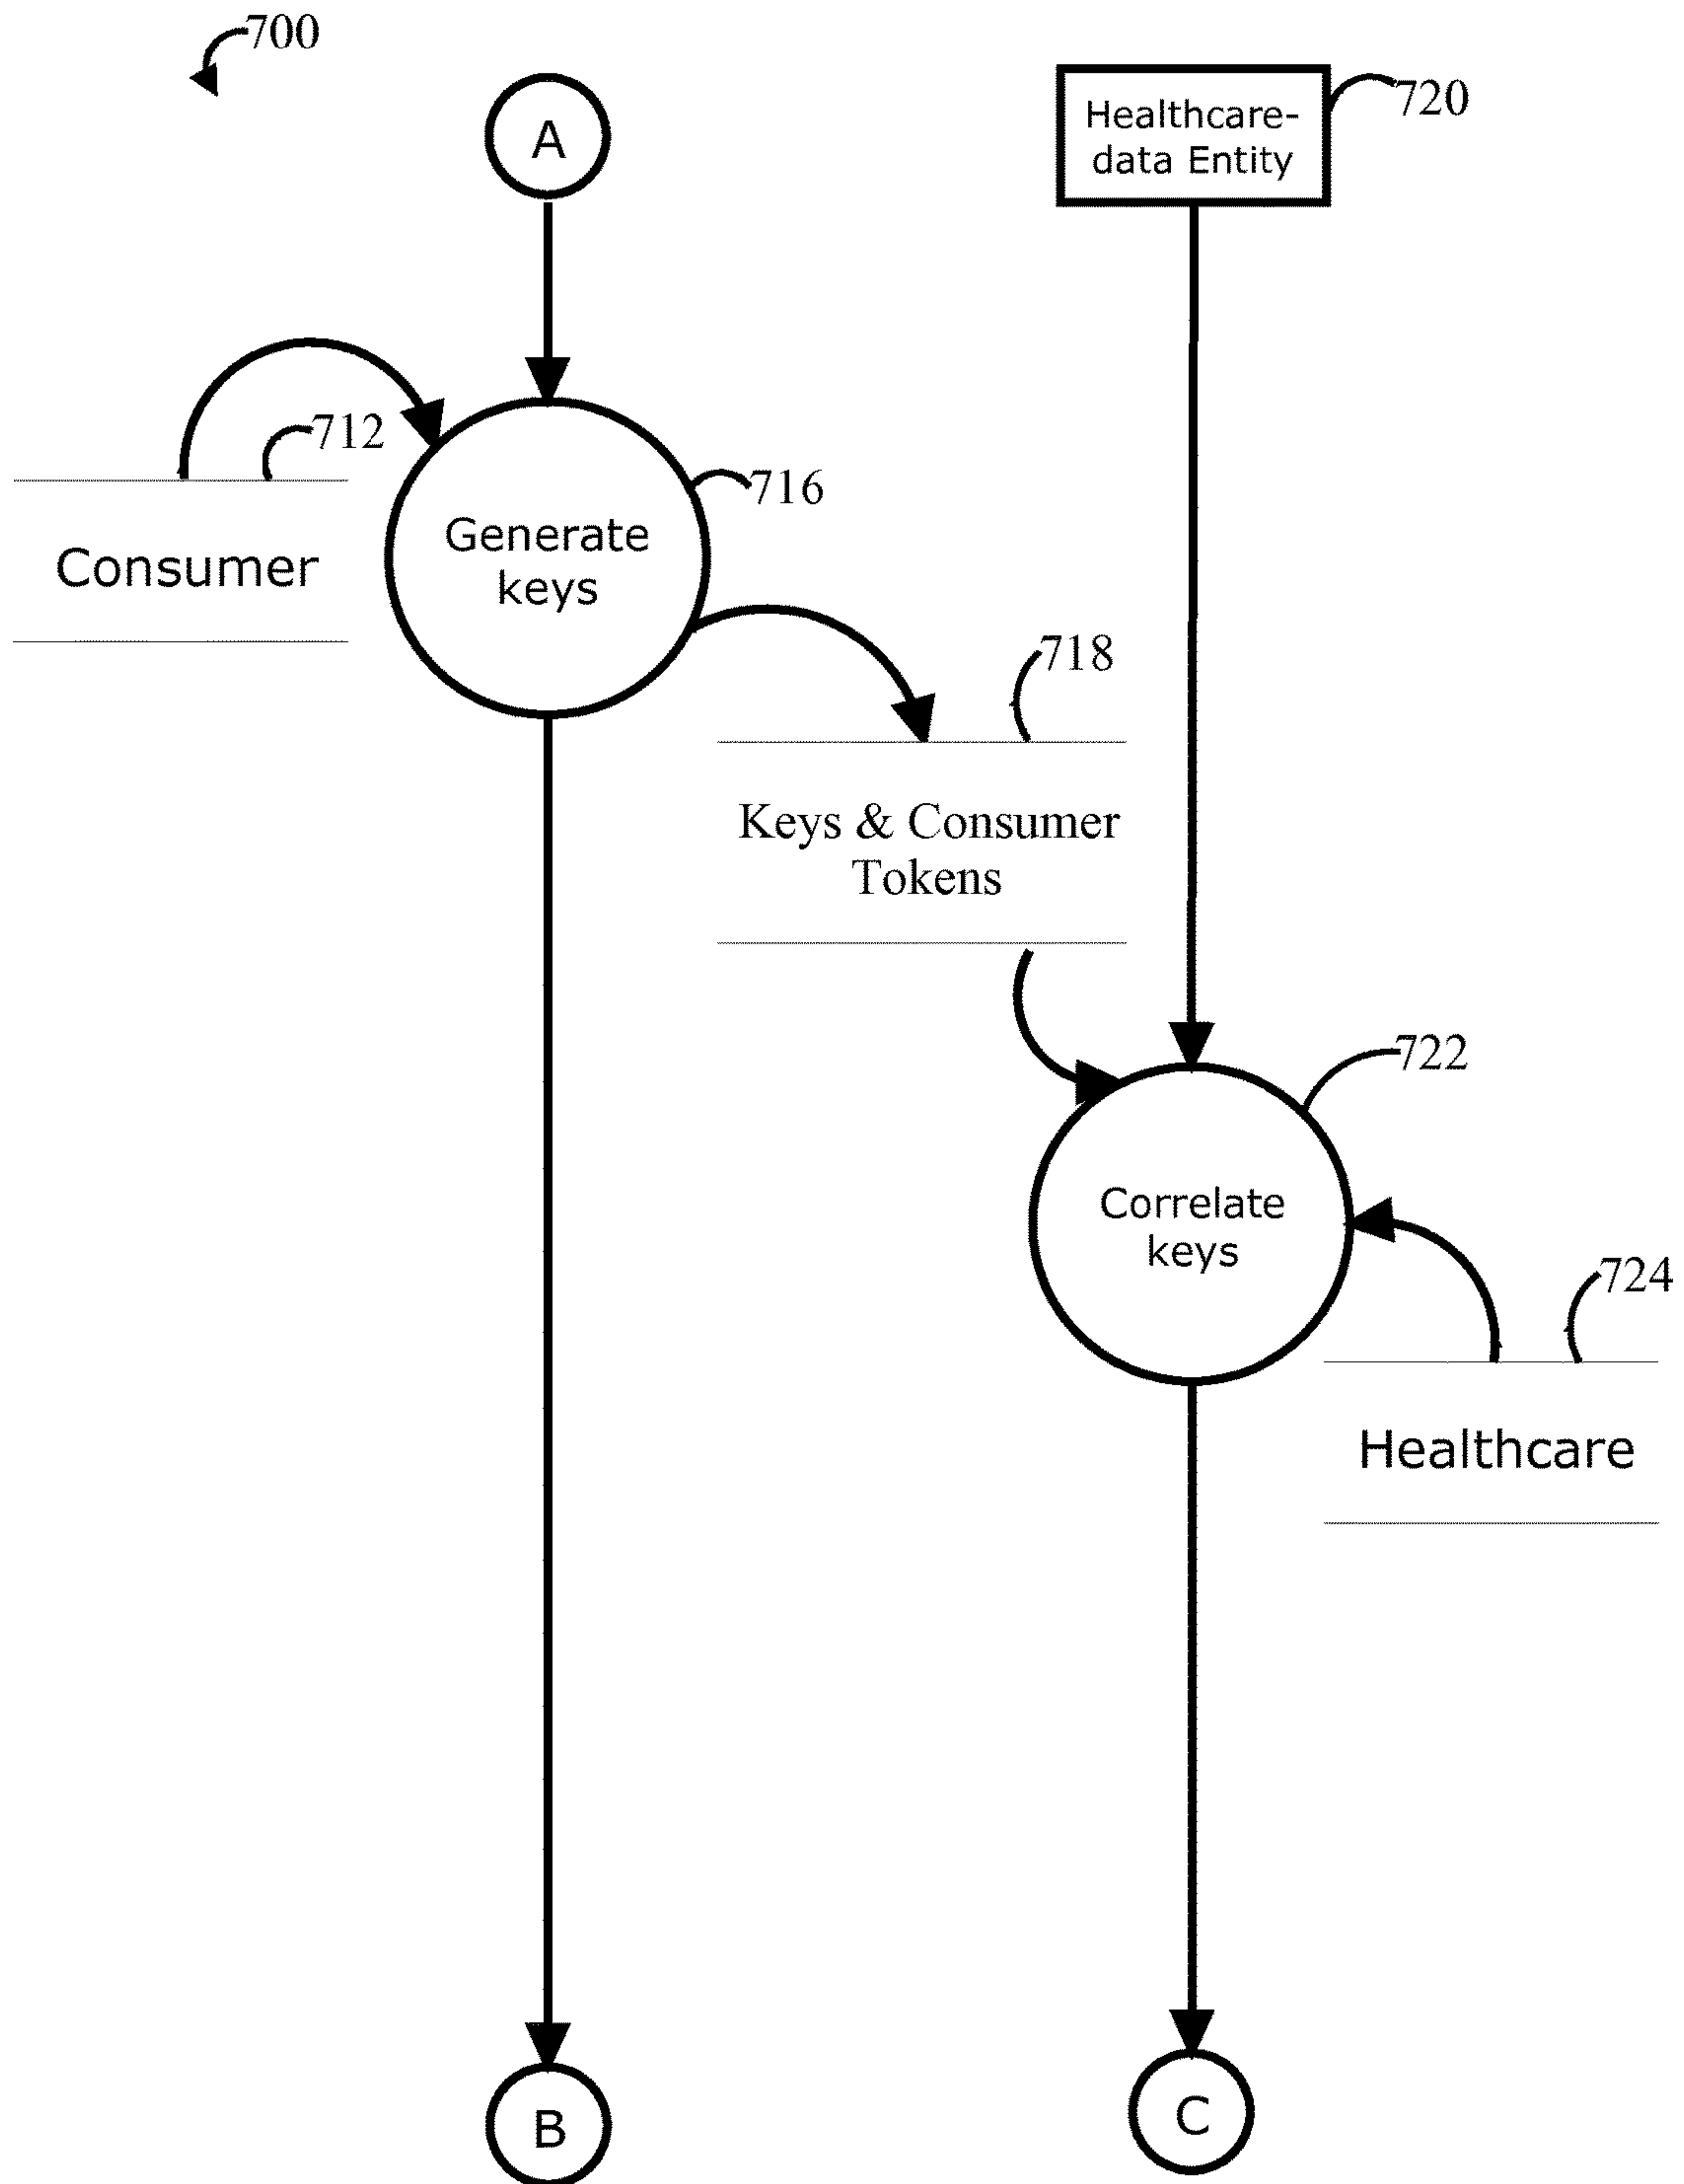 700
A
Healthcare-
data Entity
720
712
Consumer
716
Generate
keys
718
Keys & Consumer
Tokens
722
Correlate
keys
724
Healthcare
B
C